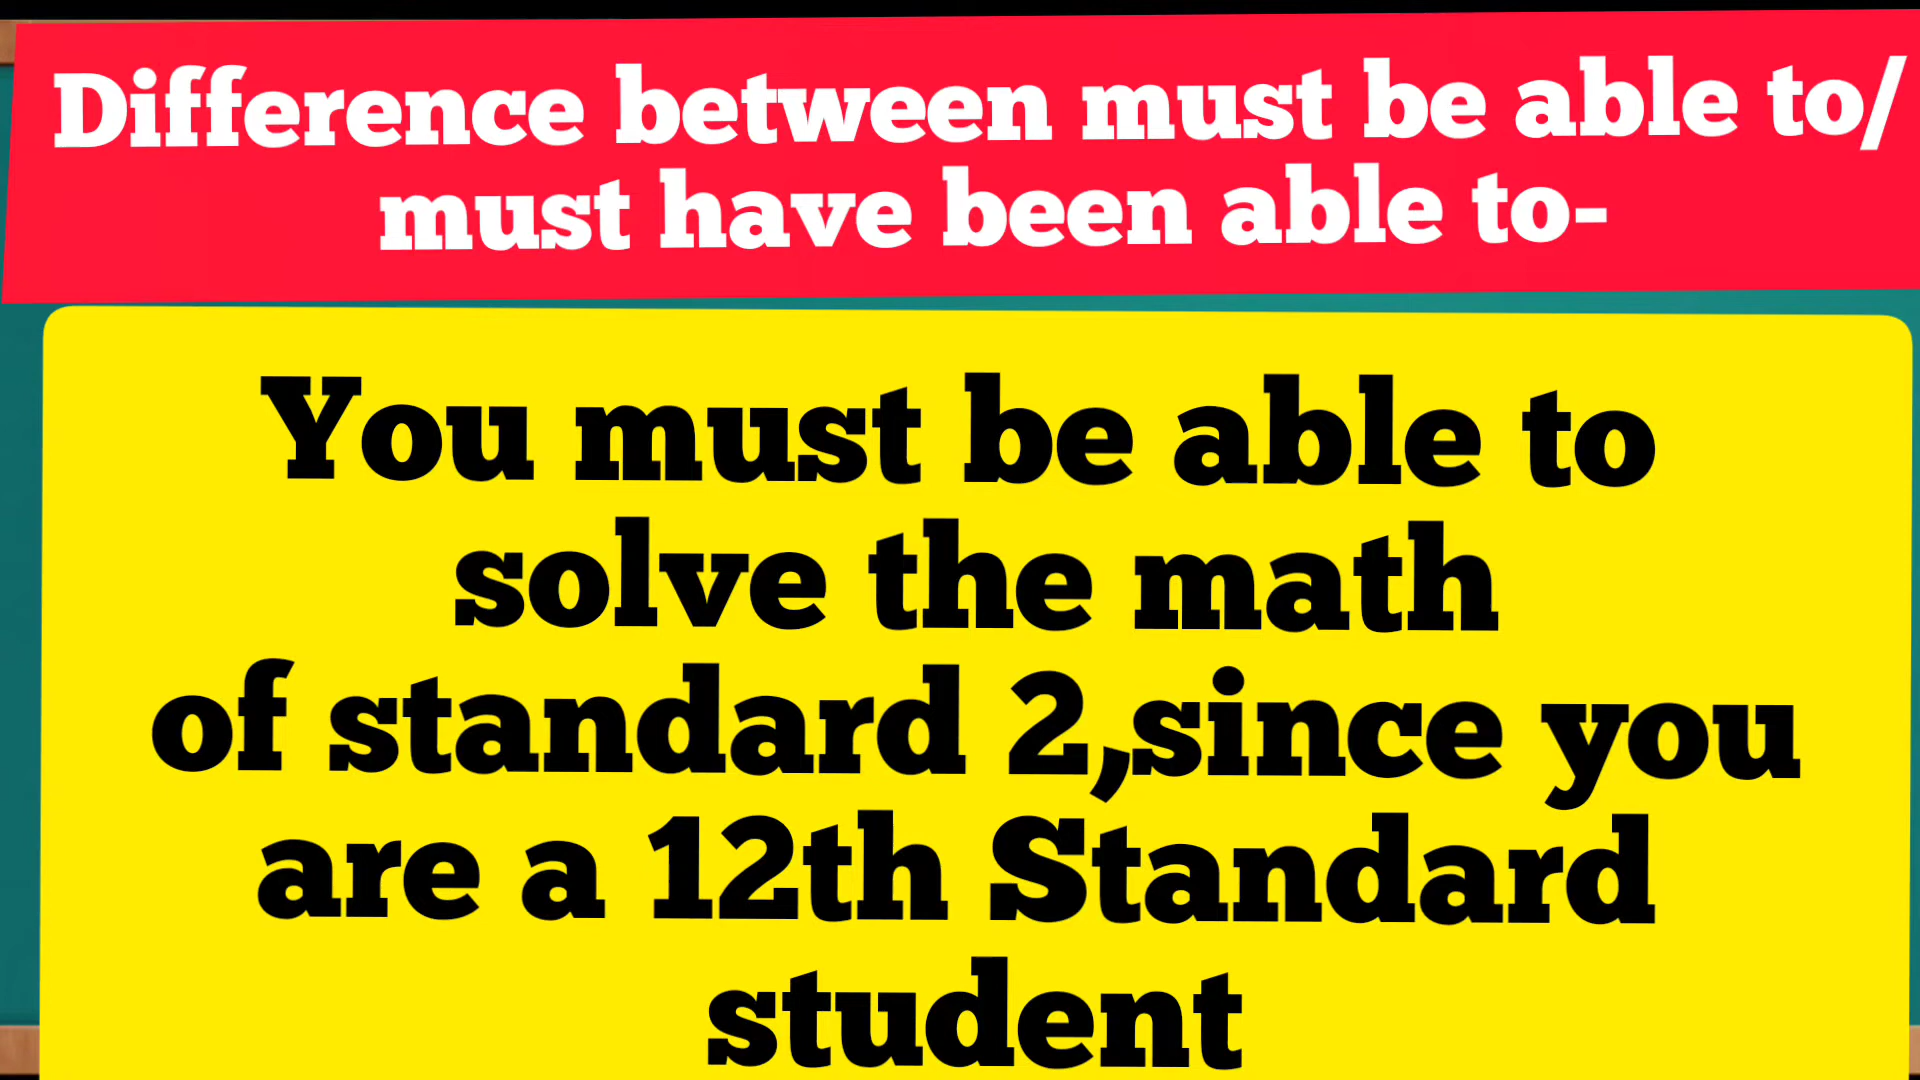 Difference between must be able to/
must have been able to-
You must be able to
solve the math
of standard 2,since you
are a 12th Standard
student